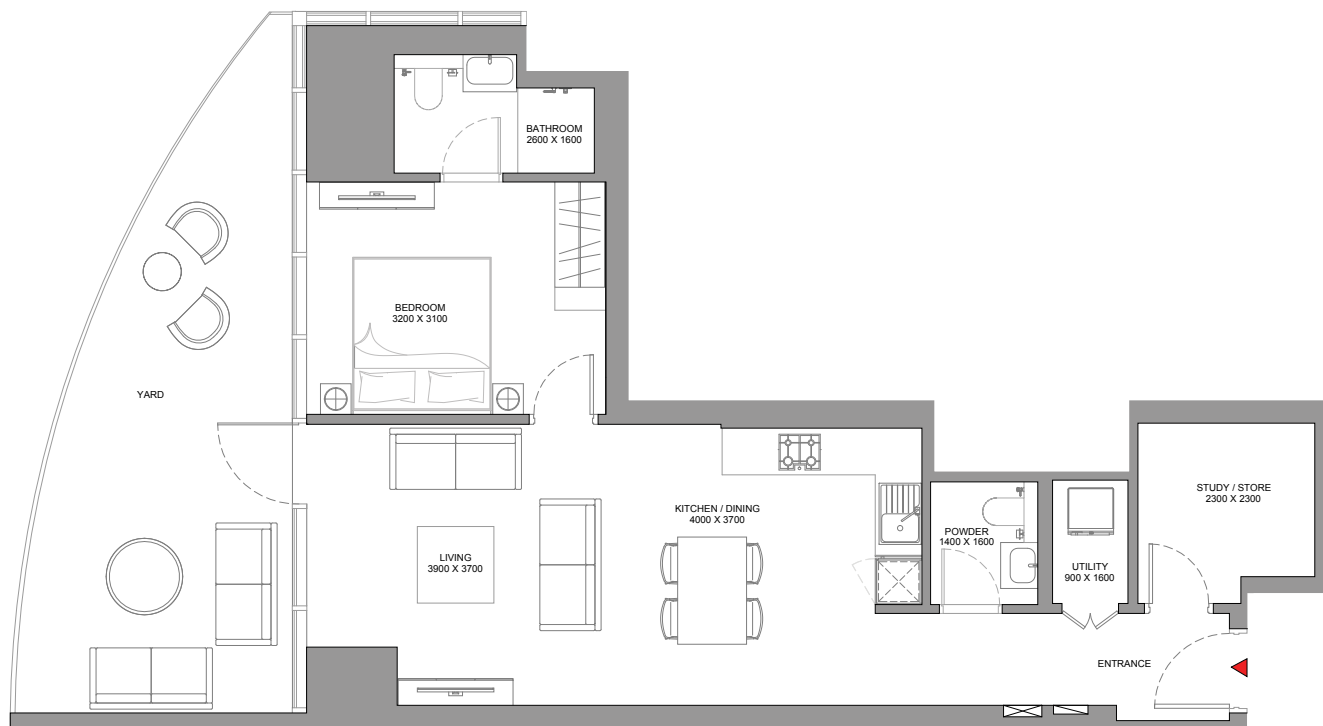 BATHROOM
2600 X 1600
BEDROOM
3200 X 3100
YARD
KITCHEN / DINING
4000 X 3700
LIVING
3900 X 3700
POWDER
1400 X 1600
UTILITY
900 X 1600
STUDY / STORE
2300 X 2300
ENTRANCE